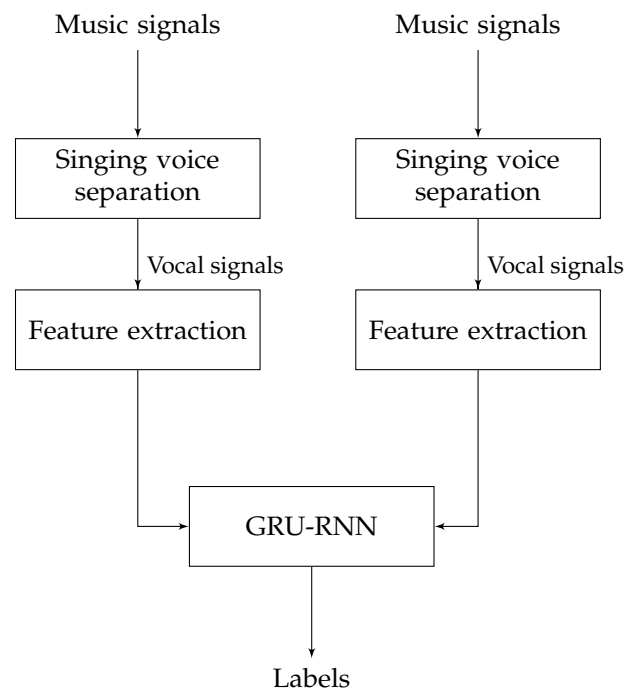 Music signals
Music signals
Singing voice
separation
Singing voice
separation
Vocal signals
Vocal signals
Feature extraction
Feature extraction
GRU-RNN
Labels